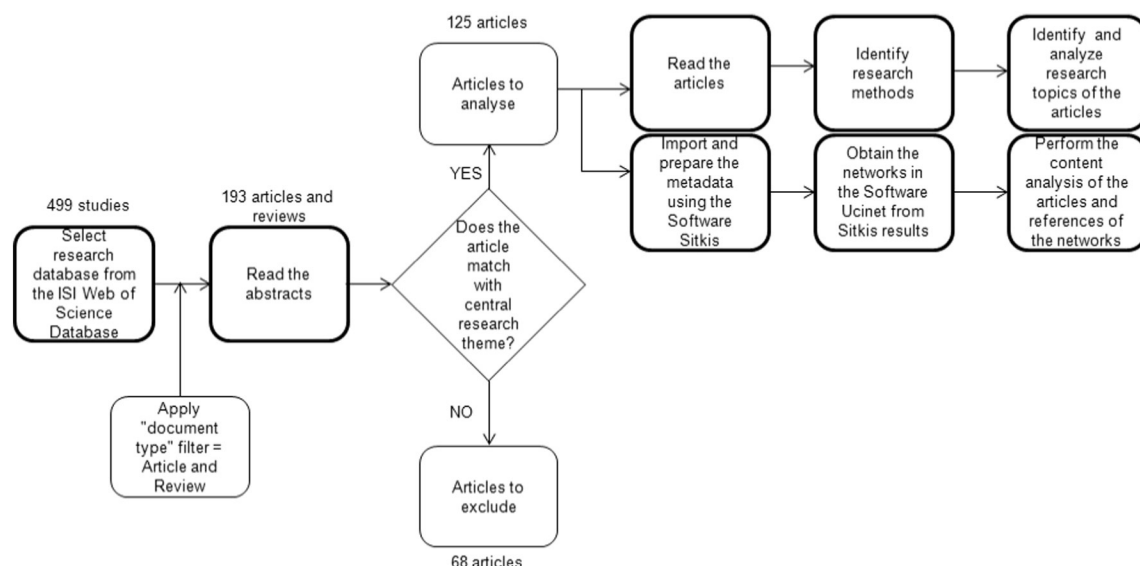 499 studies
Select
research
database from
the ISI Web of
Science
Database
Apply
"document
type" filter =
Article and
Review
193 articles and
reviews
Read the
abstracts
Does the
article
match
with
central
research
theme?
YES
125 articles
Articles to
analyse
NO
Articles to
exclude
68 articles
Read the
articles
Identify
research
methods
Identify and
analyze
research
topics of the
articles
Import and
prepare the
metadata
using the
Software
Sitkis
Obtain the
networks in
the Software
Ucinet from
Sitkis results
Perform the
content
analysis of the
articles and
references of
the networks